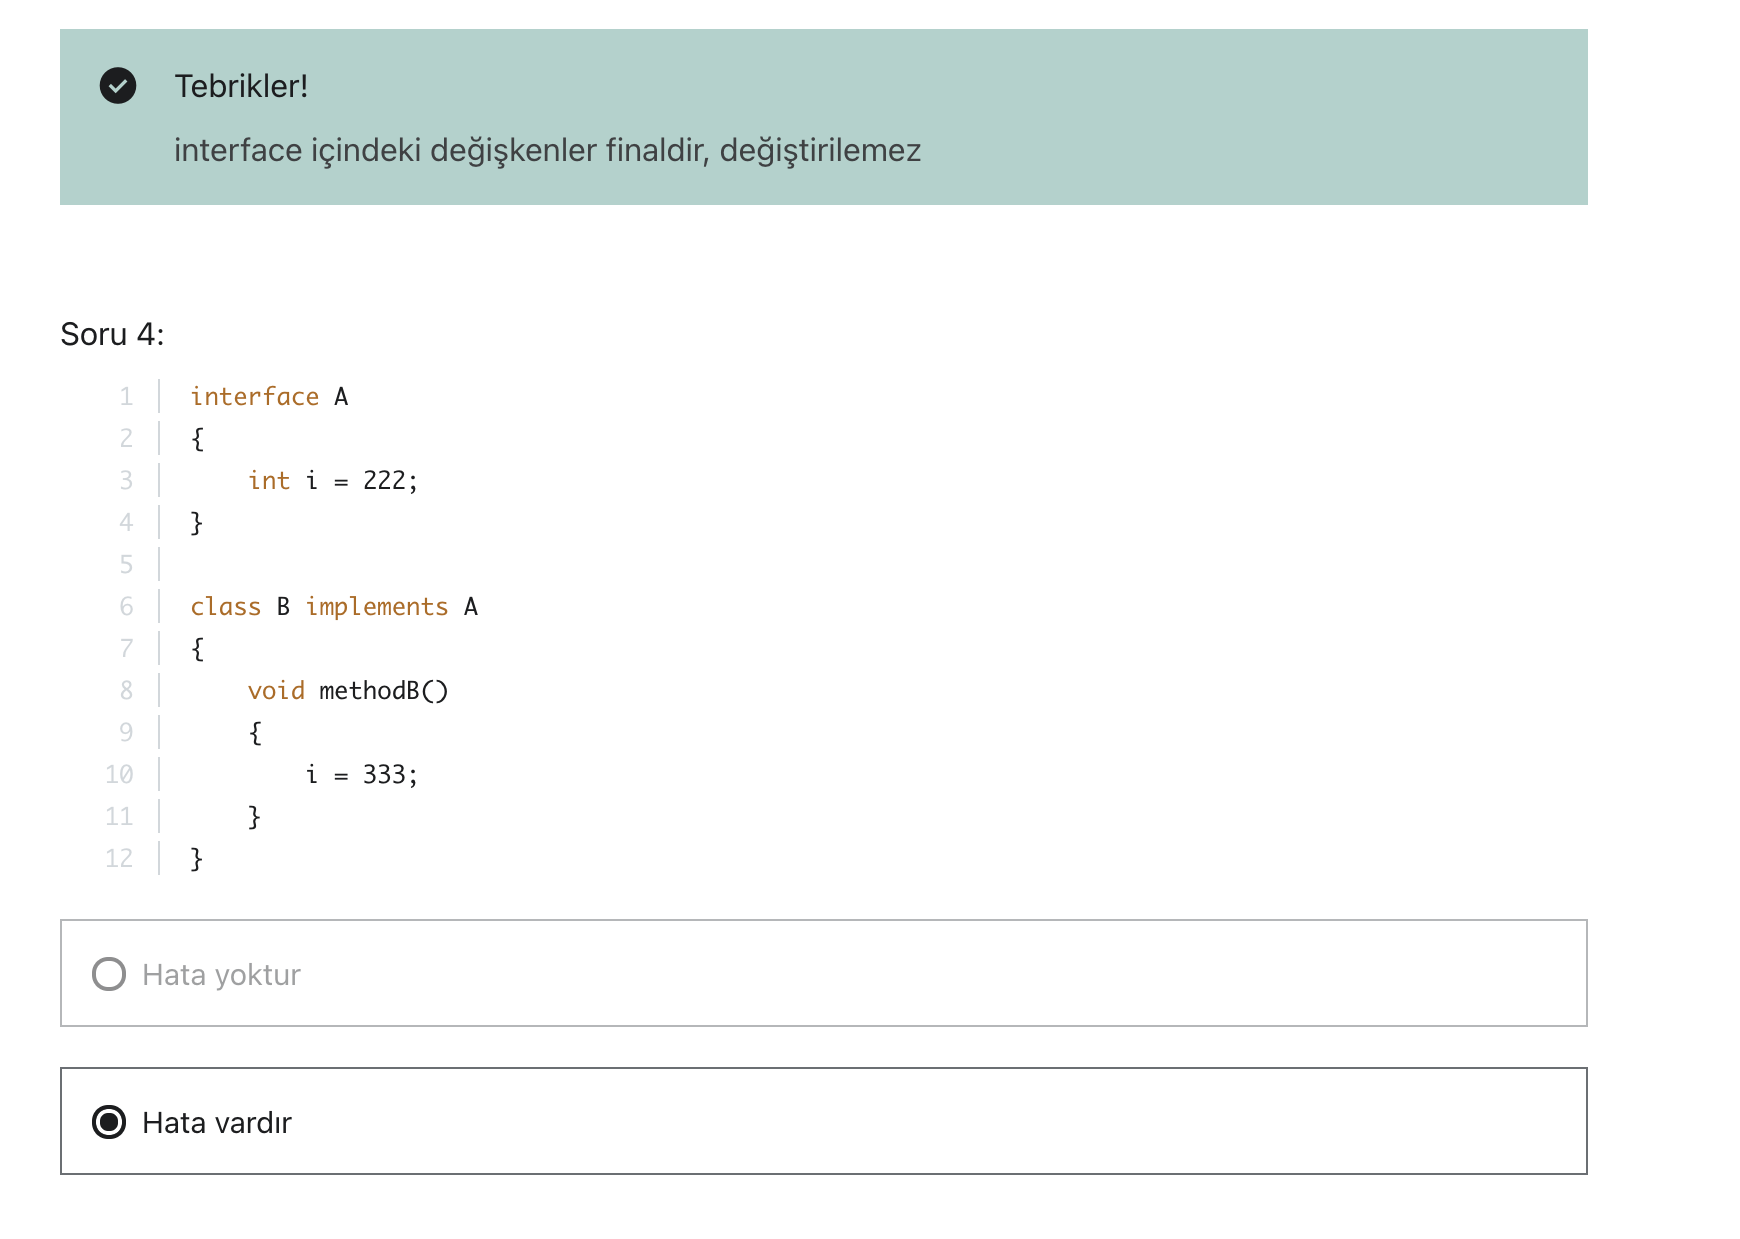 Tebrikler!
interface içindeki değişkenler finaldir, değiştirilemez
Soru 4:
1 interface A
2 {
3     int i = 222;
4 }
5
6 class B implements A
7 {
8     void methodB()
9     {
10         i = 333;
11     }
12 }
Hata yoktur
Hata vardır